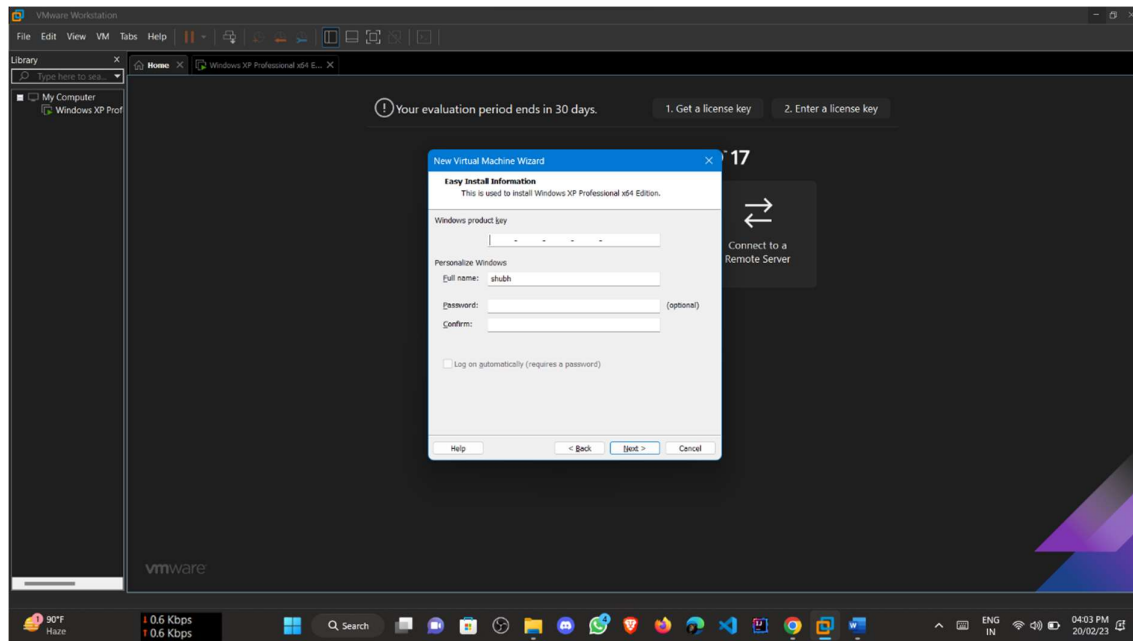 VMware Workstation
File Edit View VM Tabs Help
Library X
Type here to sea...
Home X
Windows XP Professional x64 E... X
My Computer
Windows XP Prof
Your evaluation period ends in 30 days.
1. Get a license key
2. Enter a license key
17
New Virtual Machine Wizard
Easy Install Information
This is used to install Windows XP Professional x64 Edition.
Windows product key
- - - -
Personalize Windows
Full name: shubh
Password: (optional)
Confirm:
Log on automatically (requires a password)
Help < Back Next > Cancel
Connect to a
Remote Server
vmware
1
90°F
Haze
0.6 Kbps
0.6 Kbps
Search
4
ENG
IN
04:03 PM
20/02/23